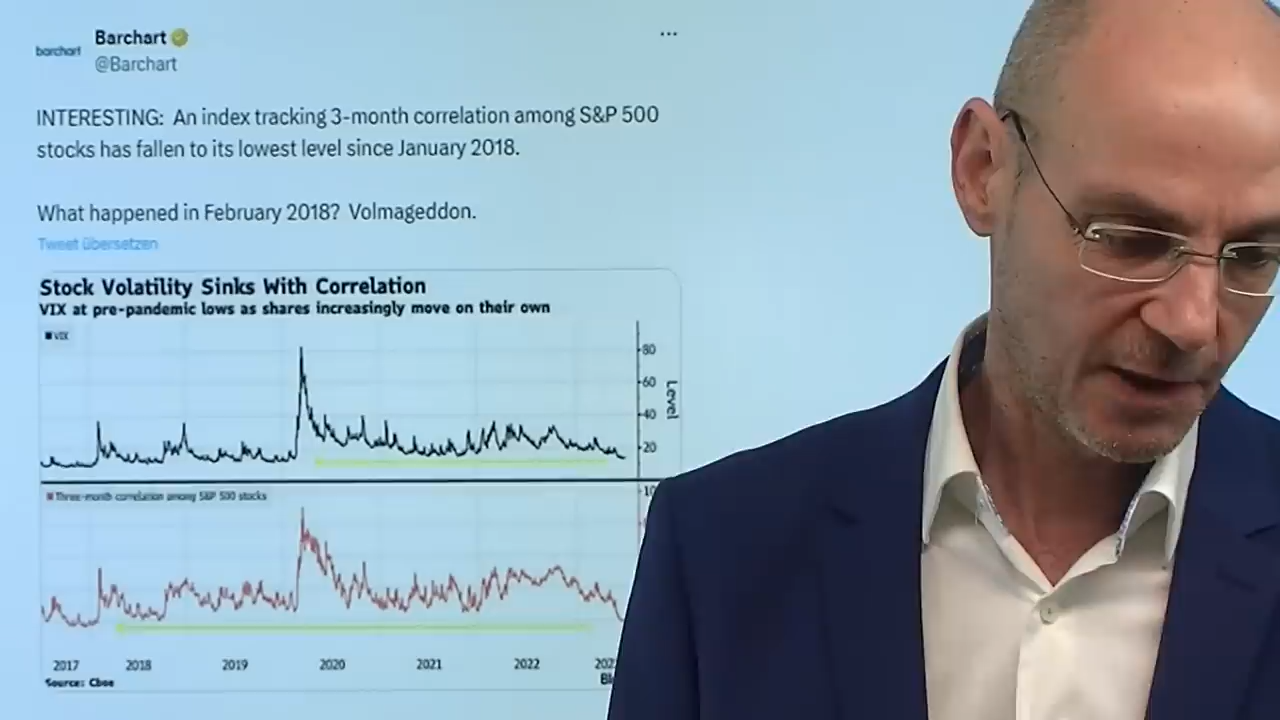 barchart
Barchart
@Barchart
...
INTERESTING: An index tracking 3-month correlation among S&P 500
stocks has fallen to its lowest level since January 2018.
What happened in February 2018? Volmageddon.
Tweet übersetzen
Stock Volatility Sinks With Correlation
VIX at pre-pandemic lows as shares increasingly move on their own
VIX
80
60
40
20
Level
Three-month correlation among S&P 500 stocks
10
2017 2018 2019 2020 2021 2022 202
Source: Cboe
Bl